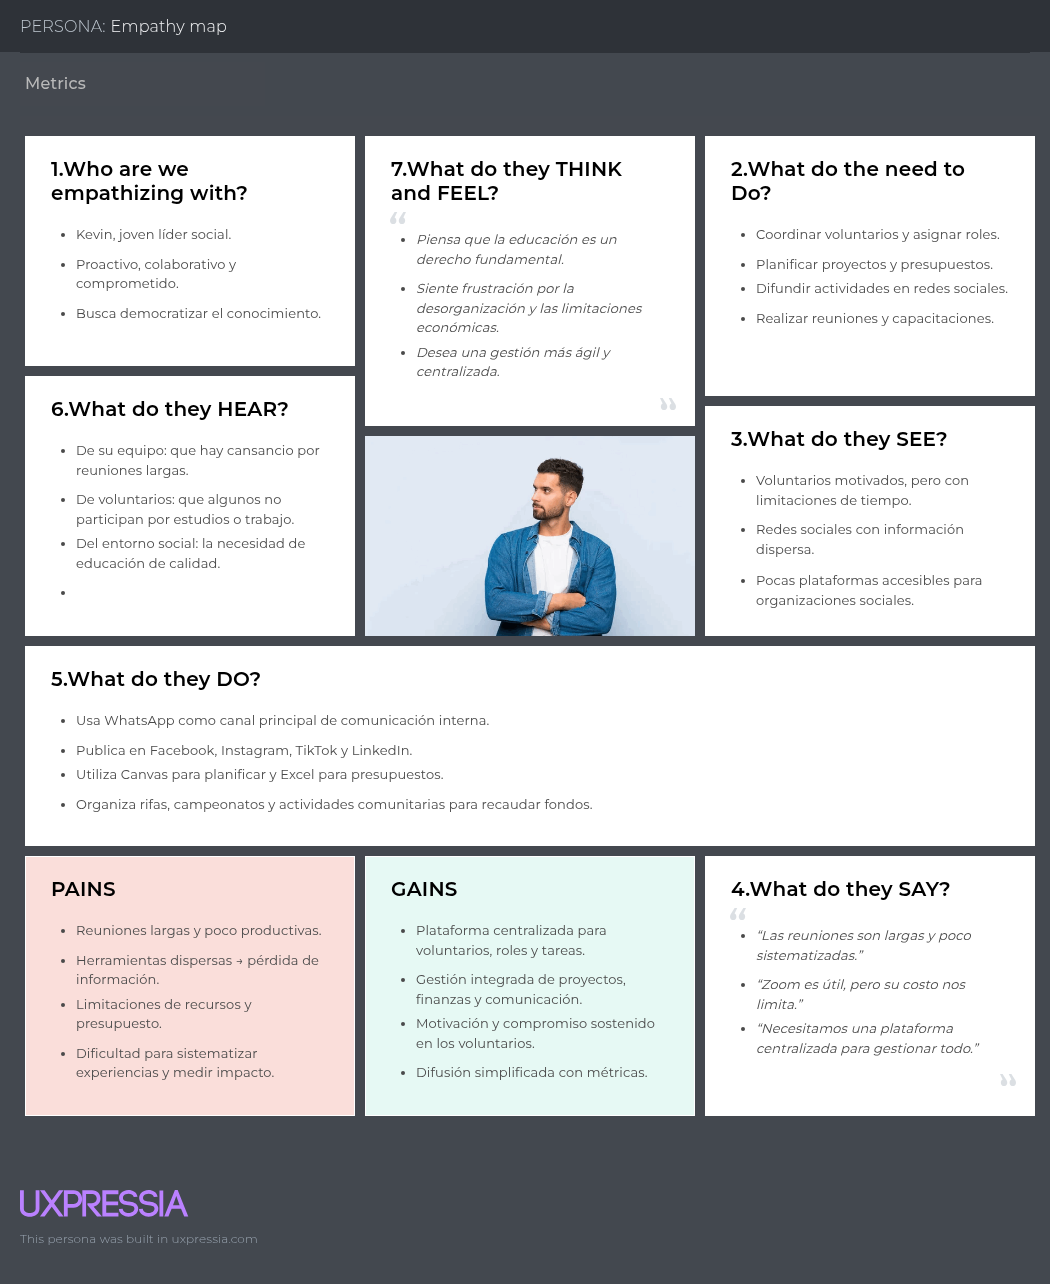 PERSONA: Empathy map
Metrics
1.Who are we
empathizing with?
Kevin, joven líder social.
Proactivo, colaborativo y
comprometido.
Busca democratizar el conocimiento.
7.What do they THINK
and FEEL?
“
Piensa que la educación es un
derecho fundamental.
Siente frustración por la
desorganización y las limitaciones
económicas.
Desea una gestión más ágil y
centralizada.
”
2.What do the need to
Do?
Coordinar voluntarios y asignar roles.
Planificar proyectos y presupuestos.
Difundir actividades en redes sociales.
Realizar reuniones y capacitaciones.
6.What do they HEAR?
De su equipo: que hay cansancio por
reuniones largas.
De voluntarios: que algunos no
participan por estudios o trabajo.
Del entorno social: la necesidad de
educación de calidad.
3.What do they SEE?
Voluntarios motivados, pero con
limitaciones de tiempo.
Redes sociales con información
dispersa.
Pocas plataformas accesibles para
organizaciones sociales.
5.What do they DO?
Usa WhatsApp como canal principal de comunicación interna.
Publica en Facebook, Instagram, TikTok y LinkedIn.
Utiliza Canvas para planificar y Excel para presupuestos.
Organiza rifas, campeonatos y actividades comunitarias para recaudar fondos.
PAINS
Reuniones largas y poco productivas.
Herramientas dispersas → pérdida de
información.
Limitaciones de recursos y
presupuesto.
Dificultad para sistematizar
experiencias y medir impacto.
GAINS
Plataforma centralizada para
voluntarios, roles y tareas.
Gestión integrada de proyectos,
finanzas y comunicación.
Motivación y compromiso sostenido
en los voluntarios.
Difusión simplificada con métricas.
4.What do they SAY?
“
“Las reuniones son largas y poco
sistematizadas.”
“Zoom es útil, pero su costo nos
limita.”
“Necesitamos una plataforma
centralizada para gestionar todo.”
”
UXPRESSIA
This persona was built in uxpressia.com